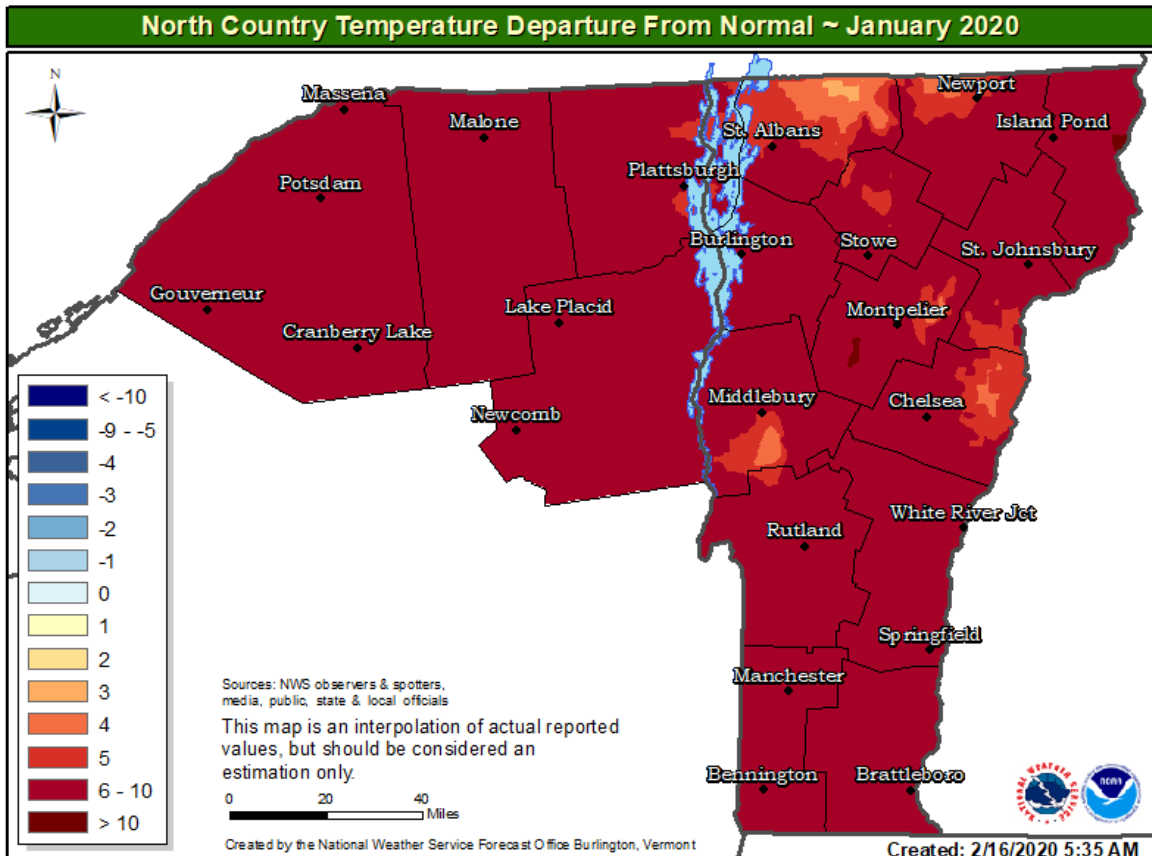 North Country Temperature Departure From Normal ~ January 2020
N
Massena
Malone
Newport
St. Albans
Island Pond
Plattsburgh
Potsdam
Burlington
Stowe
St. Johnsbury
Gouverneur
Lake Placid
Montpelier
Cranberry Lake
Middlebury
Chelsea
Newcomb
White River Jct
Rutland
Springfield
Manchester
Bennington
Brattleboro
< -10
-9 - -5
-4
-3
-2
-1
0
1
2
3
4
5
6 - 10
> 10
Sources: NWS observers & spotters,
media, public, state & local officials
This map is an interpolation of actual reported
values, but should be considered an
estimation only.
0 20 40
Miles
Created by the National Weather Service Forecast Office Burlington, Vermont
NATIONAL WEATHER SERVICE
NOAA
Created: 2/16/2020 5:35 AM